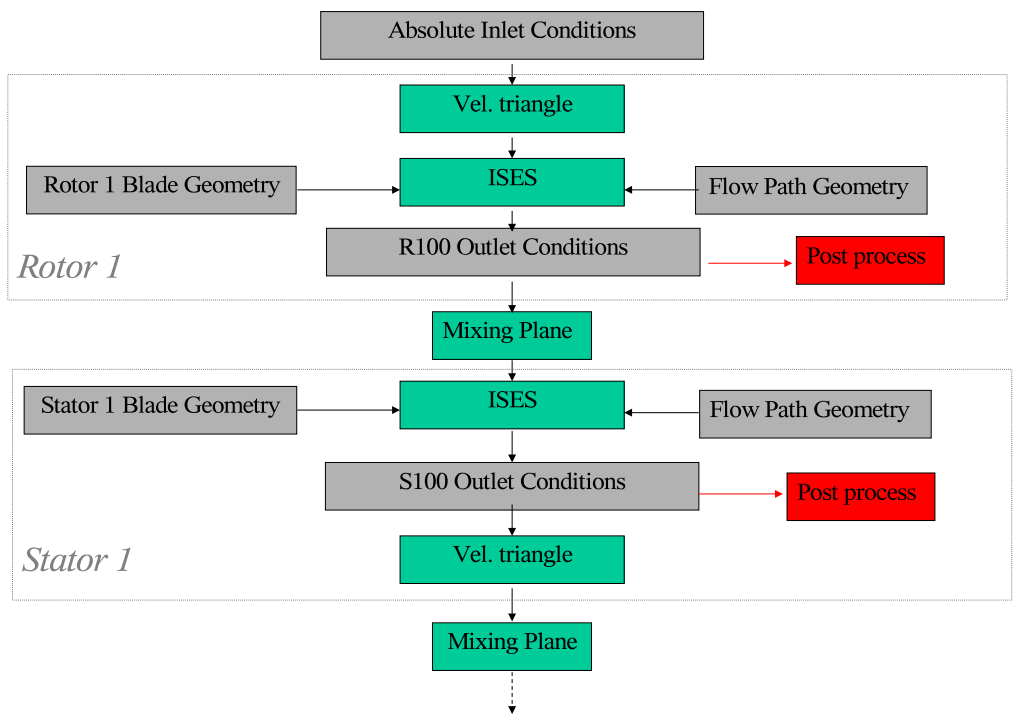 Absolute Inlet Conditions
Vel. triangle
ISES
Rotor 1 Blade Geometry
Flow Path Geometry
R100 Outlet Conditions
Post process
Rotor 1
Mixing Plane
ISES
Stator 1 Blade Geometry
Flow Path Geometry
S100 Outlet Conditions
Post process
Vel. triangle
Stator 1
Mixing Plane